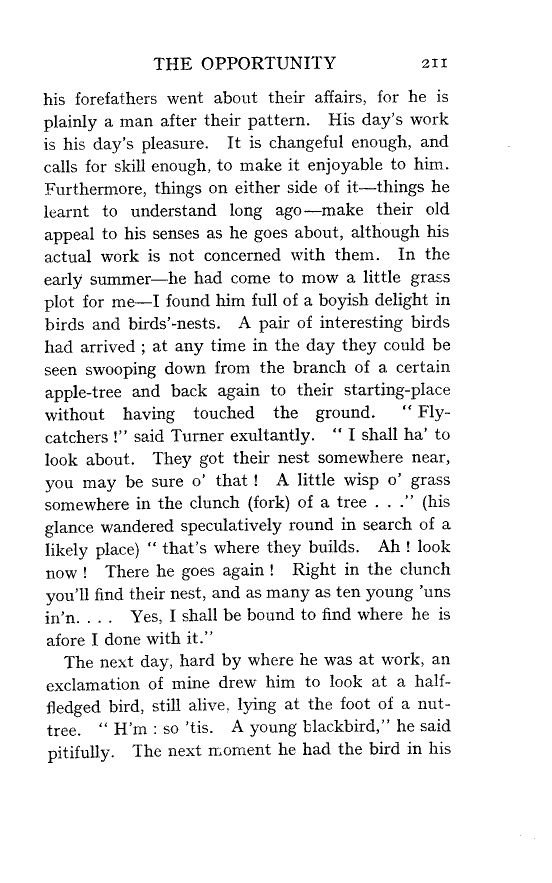 THE OPPORTUNITY 211
his forefathers went about their affairs, for he is
plainly a man after their pattern. His day's work
is his day's pleasure. It is changeful enough, and
calls for skill enough, to make it enjoyable to him.
Furthermore, things on either side of it—things he
learnt to understand long ago—make their old
appeal to his senses as he goes about, although his
actual work is not concerned with them. In the
early summer—he had come to mow a little grass
plot for me—I found him full of a boyish delight in
birds and birds'-nests. A pair of interesting birds
had arrived ; at any time in the day they could be
seen swooping down from the branch of a certain
apple-tree and back again to their starting-place
without having touched the ground. " Fly-
catchers !" said Turner exultantly. " I shall ha' to
look about. They got their nest somewhere near,
you may be sure o' that ! A little wisp o' grass
somewhere in the clunch (fork) of a tree . . ." (his
glance wandered speculatively round in search of a
likely place) " that's where they builds. Ah ! look
now ! There he goes again ! Right in the clunch
you'll find their nest, and as many as ten young 'uns
in'n. . . . Yes, I shall be bound to find where he is
afore I done with it."
The next day, hard by where he was at work, an
exclamation of mine drew him to look at a half-
fledged bird, still alive, lying at the foot of a nut-
tree. " H'm : so 'tis. A young blackbird," he said
pitifully. The next moment he had the bird in his